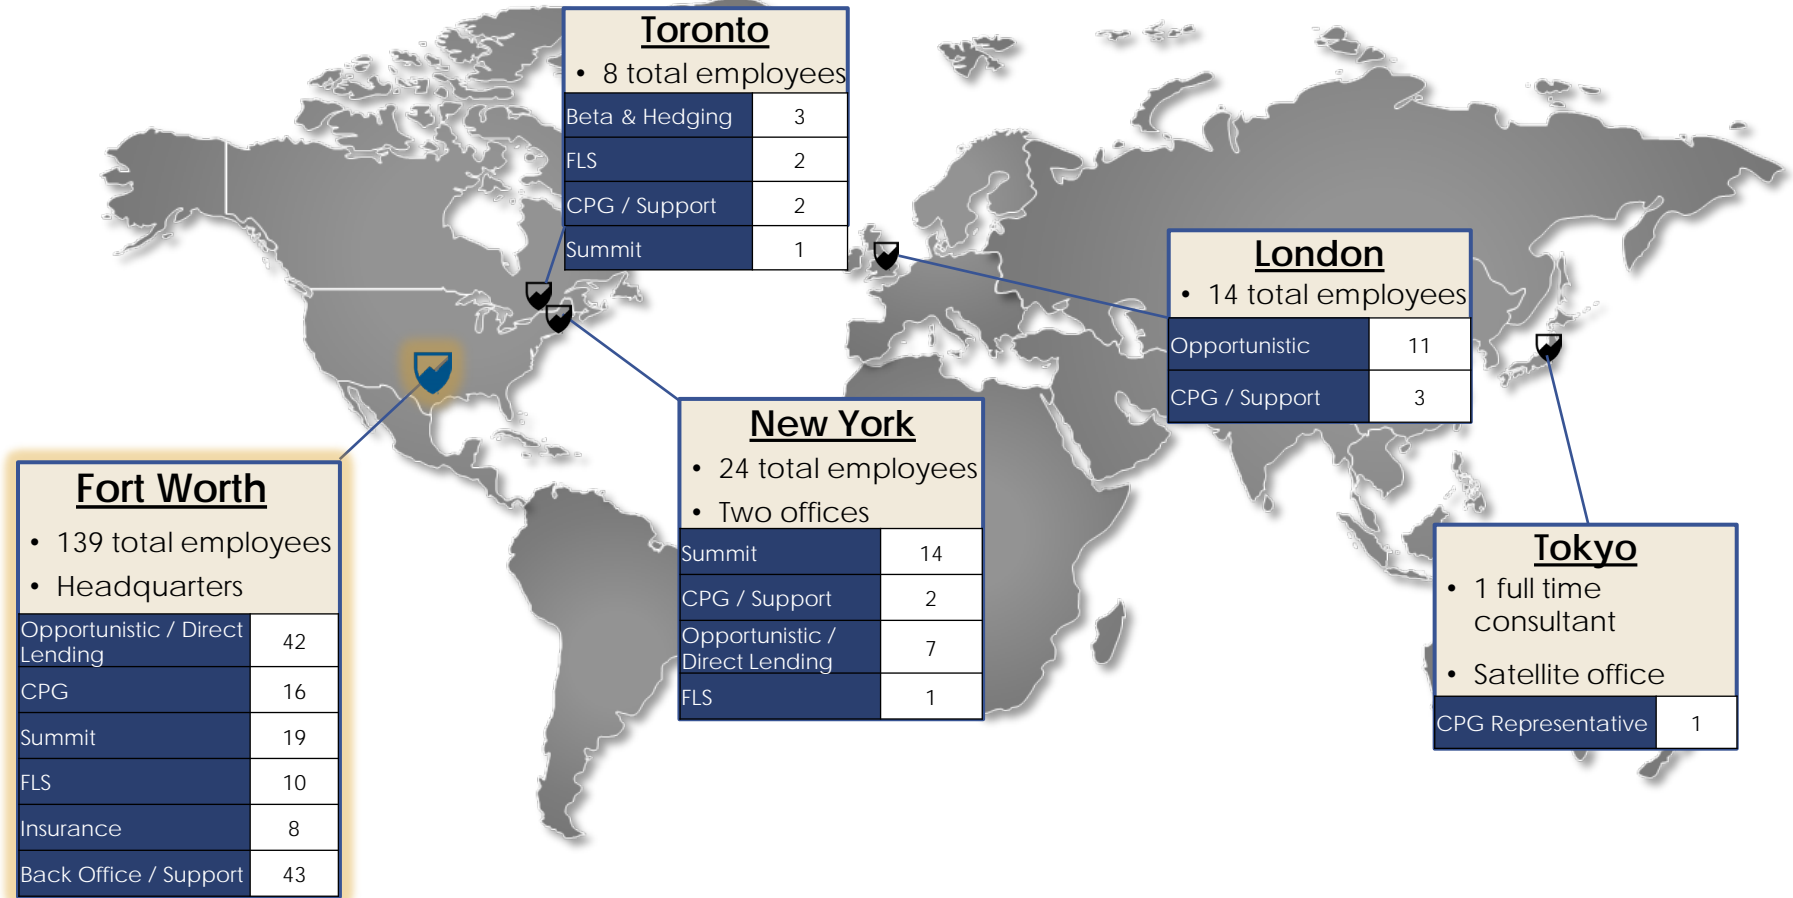 Toronto
• 8 total employees
Beta & Hedging 3
FLS 2
CPG / Support 2
Summit 1
London
• 14 total employees
Opportunistic 11
CPG / Support 3
New York
• 24 total employees
• Two offices
Summit 14
CPG / Support 2
Opportunistic /
Direct Lending 7
FLS 1
Fort Worth
• 139 total employees
• Headquarters
Opportunistic / Direct
Lending 42
CPG 16
Summit 19
FLS 10
Insurance 8
Back Office / Support 43
Tokyo
• 1 full time
consultant
• Satellite office
CPG Representative 1